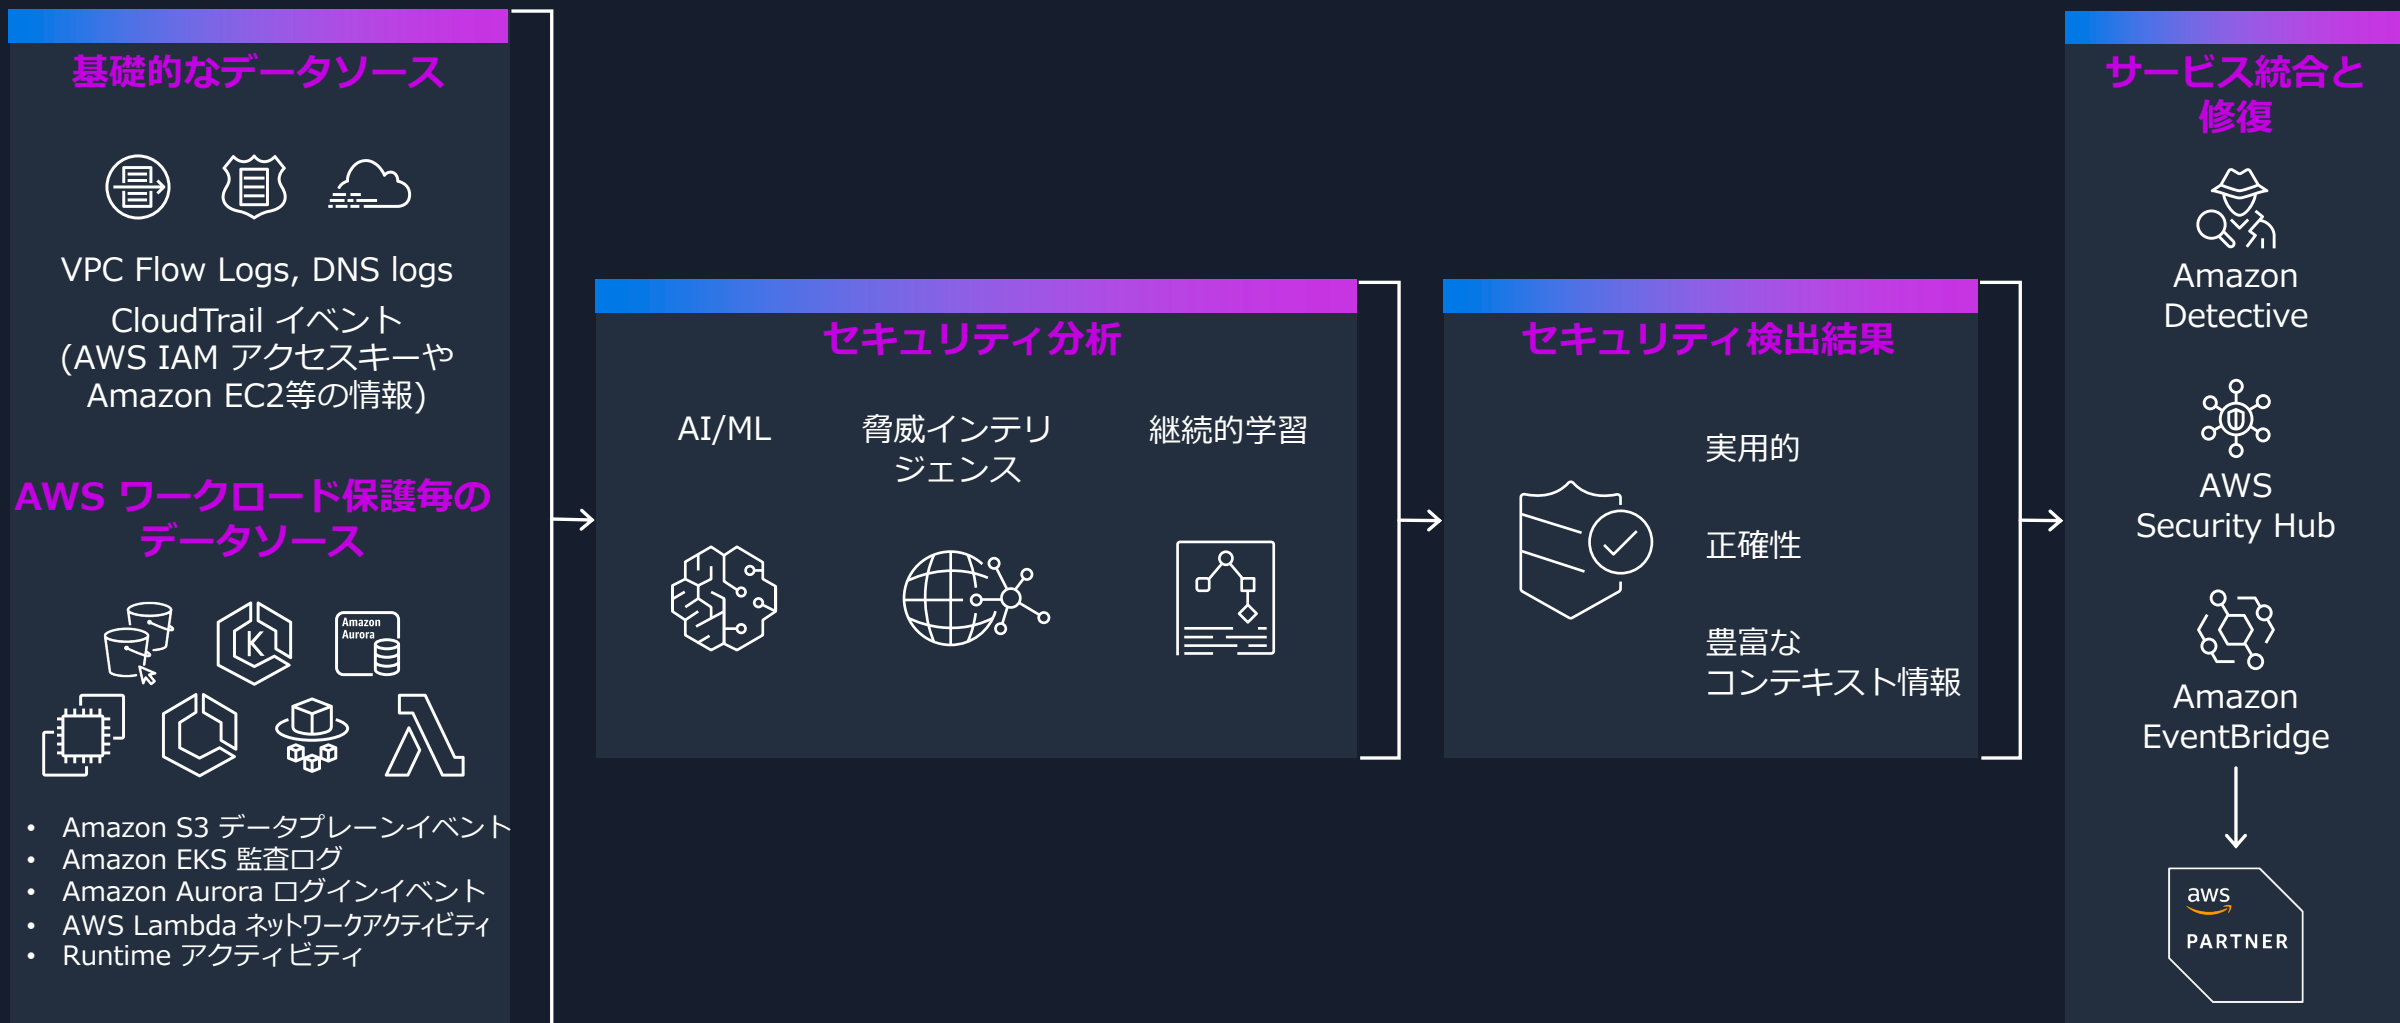 基礎的なデータソース
VPC Flow Logs, DNS logs
CloudTrail イベント
(AWS IAM アクセスキーや
Amazon EC2等の情報)
AWS ワークロード保護毎の
データソース
Amazon
Aurora
• Amazon S3 データプレーンイベント
• Amazon EKS 監査ログ
• Amazon Aurora ログインイベント
• AWS Lambda ネットワークアクティビティ
• Runtime アクティビティ
セキュリティ分析
AI/ML
脅威インテリ
ジェンス
継続的学習
セキュリティ検出結果
実用的
正確性
豊富な
コンテキスト情報
サービス統合と
修復
Amazon
Detective
AWS
Security Hub
Amazon
EventBridge
aws
PARTNER